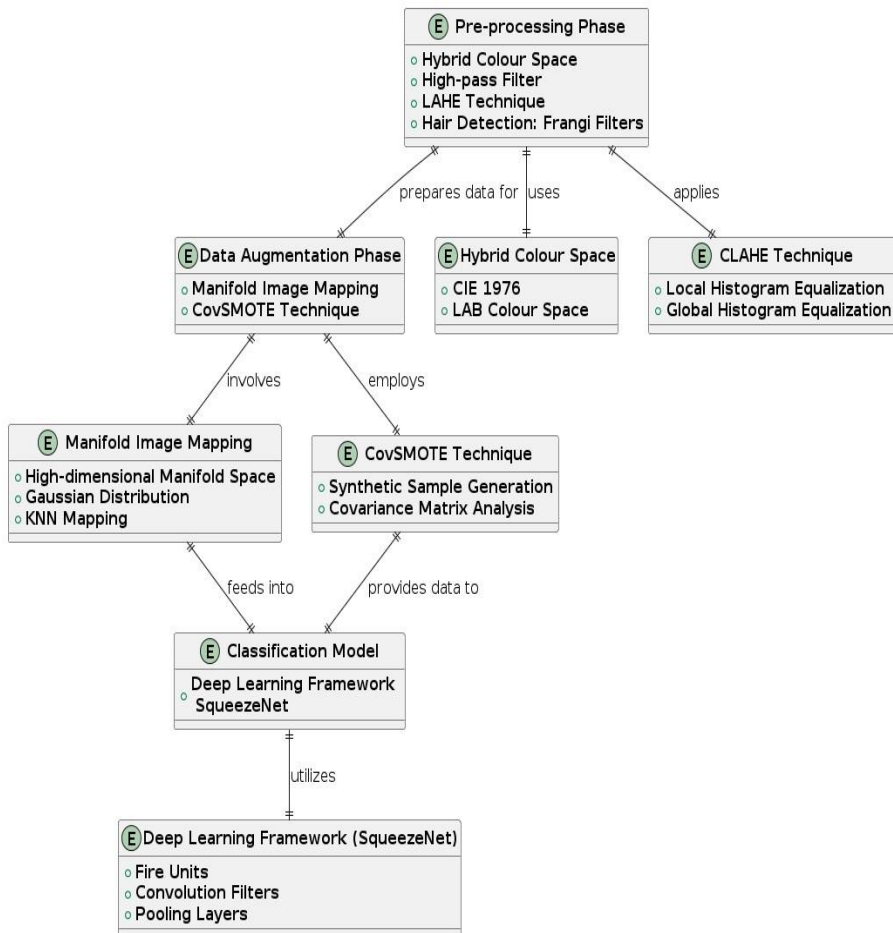 E Pre-processing Phase
Hybrid Colour Space
High-pass Filter
LAHE Technique
Hair Detection: Frangi Filters
prepares data for
uses
applies
E Data Augmentation Phase
Manifold Image Mapping
CovSMOTE Technique
E Hybrid Colour Space
CIE 1976
LAB Colour Space
E CLAHE Technique
Local Histogram Equalization
Global Histogram Equalization
involves
employs
E Manifold Image Mapping
High-dimensional Manifold Space
Gaussian Distribution
KNN Mapping
E CovSMOTE Technique
Synthetic Sample Generation
Covariance Matrix Analysis
feeds into
provides data to
E Classification Model
Deep Learning Framework
SqueezeNet
utilizes
E Deep Learning Framework (SqueezeNet)
Fire Units
Convolution Filters
Pooling Layers